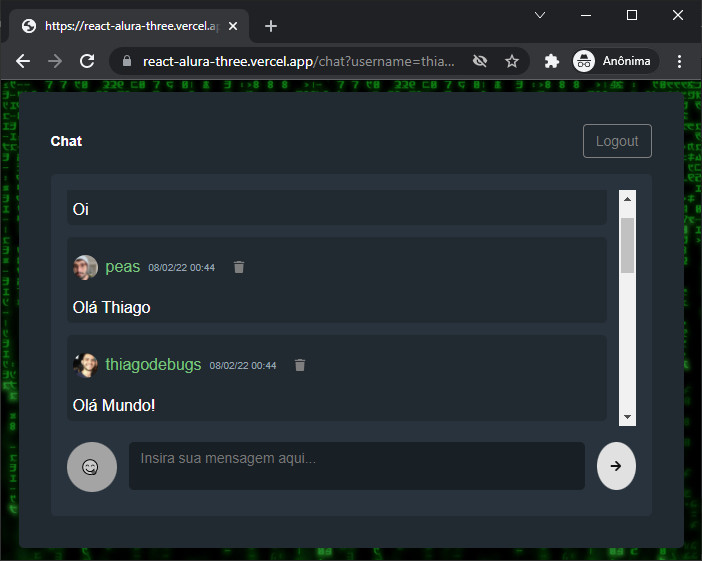 https://react-alura-three.vercel.ap
react-alura-three.vercel.app/chat?username=thia...
Anônima
Chat
Logout
Oi
peas 08/02/22 00:44
Olá Thiago
thiagodebugs 08/02/22 00:44
Olá Mundo!
Insira sua mensagem aqui...